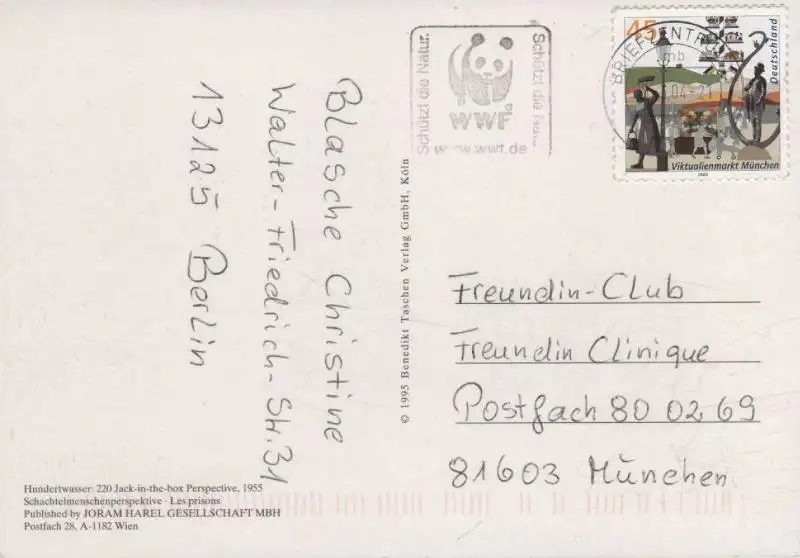 Blasche Christine
Walter-Friedrich-Str. 31
13125 Berlin
Hundertwasser: 220 Jack-in-the-box Perspective, 1955
Schachtelmenschenperspektive · Les prisons
Published by JORAM HAREL GESELLSCHAFT MBH
Postfach 28, A-1182 Wien
© 1995 Benedikt Taschen Verlag GmbH, Köln
Schützt die Natur.
WWF
Schützt die
www.wwf.de
BRIEFZENTRUM
45
Deutschland
Viktualienmarkt München
2003
Freundin-Club
Freundin Clinique
Postfach 80 02 69
81603 München